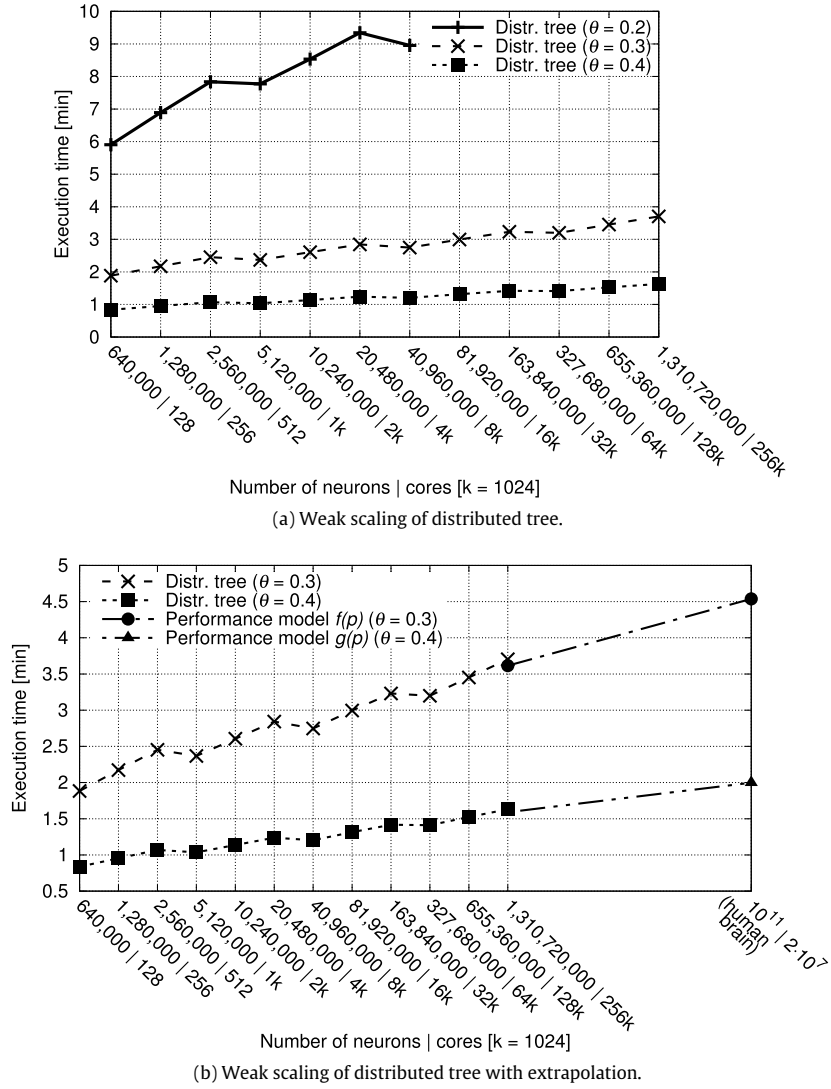 10
9
8
7
6
5
4
3
2
1
0
Execution time [min]
Distr. tree (θ = 0.2)
Distr. tree (θ = 0.3)
Distr. tree (θ = 0.4)
640,000 | 128
1,280,000 | 256
2,560,000 | 512
5,120,000 | 1k
10,240,000 | 2k
20,480,000 | 4k
40,960,000 | 8k
81,920,000 | 16k
163,840,000 | 32k
327,680,000 | 64k
655,360,000 | 128k
1,310,720,000 | 256k
Number of neurons | cores [k = 1024]
(a) Weak scaling of distributed tree.
5
4.5
4
3.5
3
2.5
2
1.5
1
0.5
Execution time [min]
Distr. tree (θ = 0.3)
Distr. tree (θ = 0.4)
Performance model f(p) (θ = 0.3)
Performance model g(p) (θ = 0.4)
640,000 | 128
1,280,000 | 256
2,560,000 | 512
5,120,000 | 1k
10,240,000 | 2k
20,480,000 | 4k
40,960,000 | 8k
81,920,000 | 16k
163,840,000 | 32k
327,680,000 | 64k
655,360,000 | 128k
1,310,720,000 | 256k
10¹¹ | 2·10⁷
(human
brain)
Number of neurons | cores [k = 1024]
(b) Weak scaling of distributed tree with extrapolation.